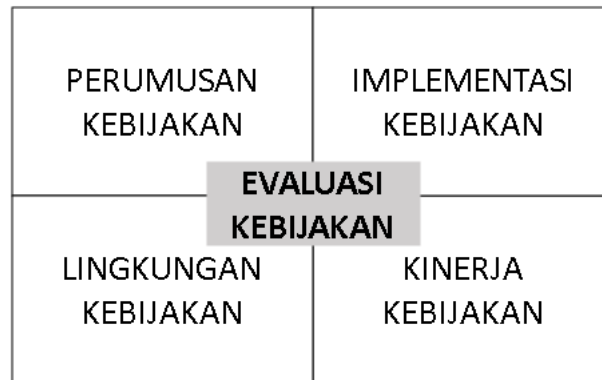 PERUMUSAN
KEBIJAKAN
IMPLEMENTASI
KEBIJAKAN
EVALUASI
KEBIJAKAN
LINGKUNGAN
KEBIJAKAN
KINERJA
KEBIJAKAN